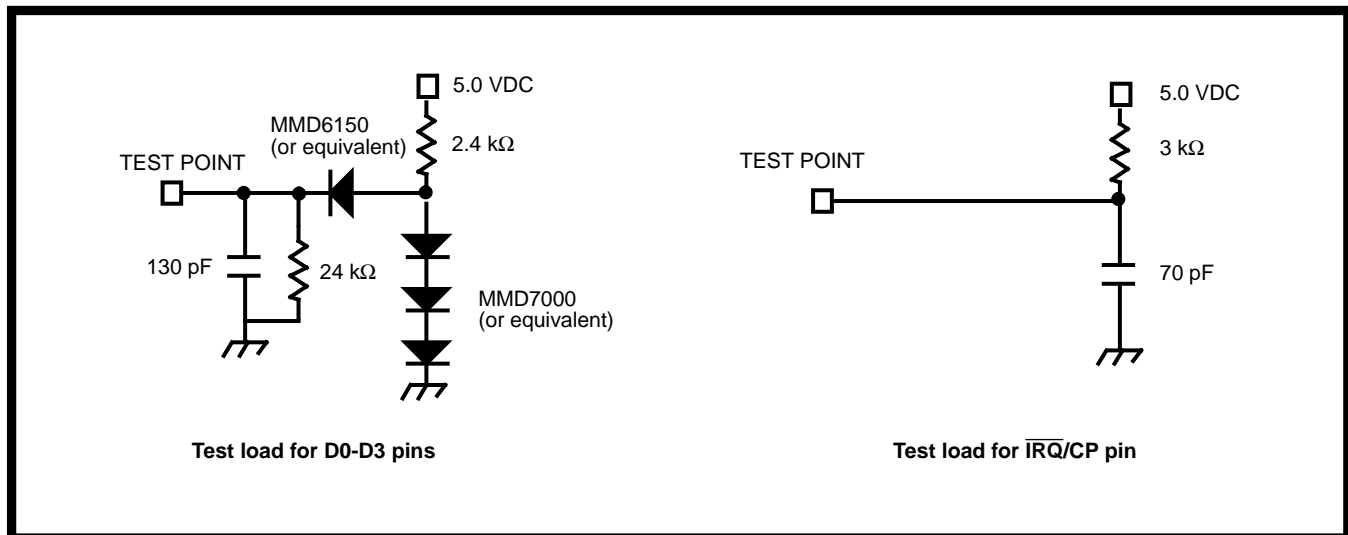 5.0 VDC
MMD6150
(or equivalent)
2.4 kΩ
TEST POINT
130 pF
24 kΩ
MMD7000
(or equivalent)
Test load for D0-D3 pins
5.0 VDC
3 kΩ
TEST POINT
70 pF
Test load for I̅R̅Q̅/CP pin